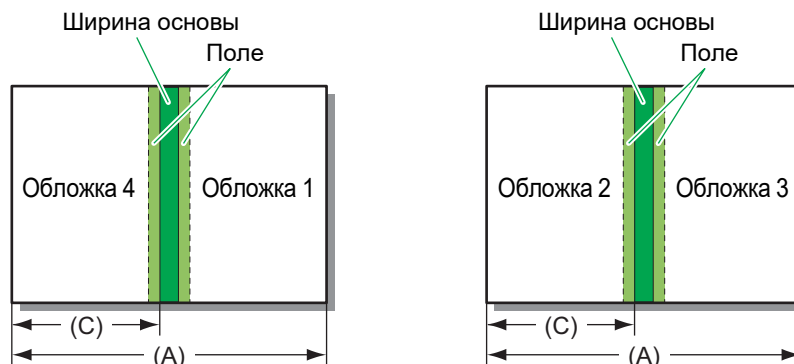 Ширина основы
Поле
Обложка 4
Обложка 1
(C)
(A)
Ширина основы
Поле
Обложка 2
Обложка 3
(C)
(A)